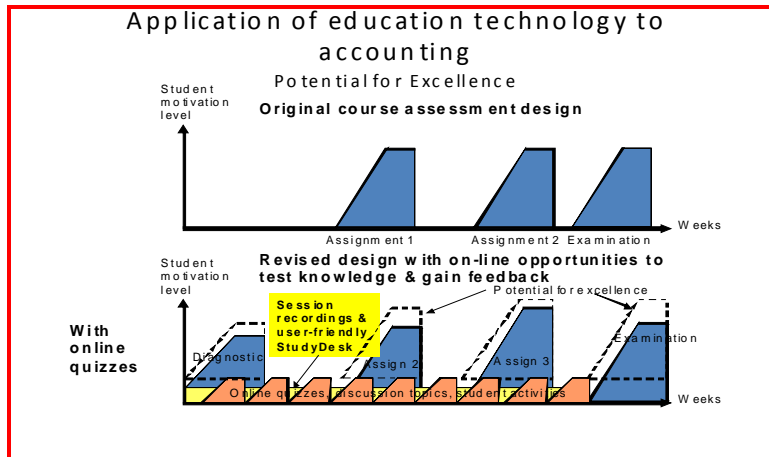 Application of education technology to
accounting
Potential for Excellence
Student
motivation
level
Original course assessment design
Weeks
Assignment 1
Assignment 2
Examination
Student
motivation
level
Revised design with on-line opportunities to
test knowledge & gain feedback
Potential for excellence
With
online
quizzes
Session
recordings &
user-friendly
StudyDesk
Diagnostic
Assign 2
Assign 3
Examination
Online quizzes, discussion topics, student activities
Weeks